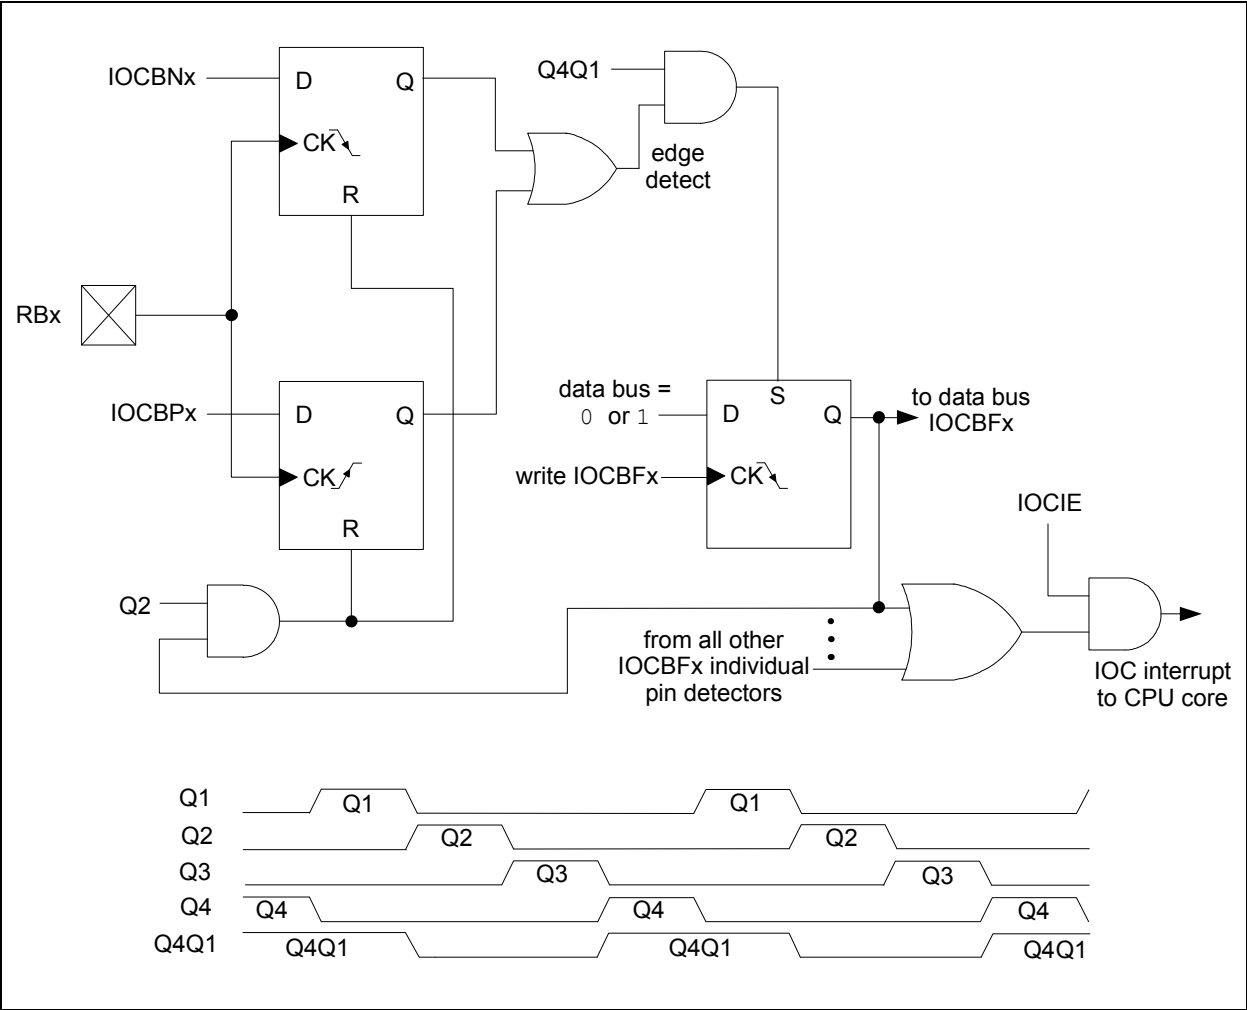 IOCBNx
D
Q
CK
R
Q4Q1
edge
detect
RBx
IOCBPx
D
Q
CK
R
data bus =
0 or 1
S
D
Q
write IOCBFx
CK
to data bus
IOCBFx
IOCIE
Q2
from all other
IOCBFx individual
pin detectors
IOC interrupt
to CPU core
Q1
Q1
Q1
Q2
Q2
Q2
Q3
Q3
Q3
Q4
Q4
Q4
Q4
Q4Q1
Q4Q1
Q4Q1
Q4Q1